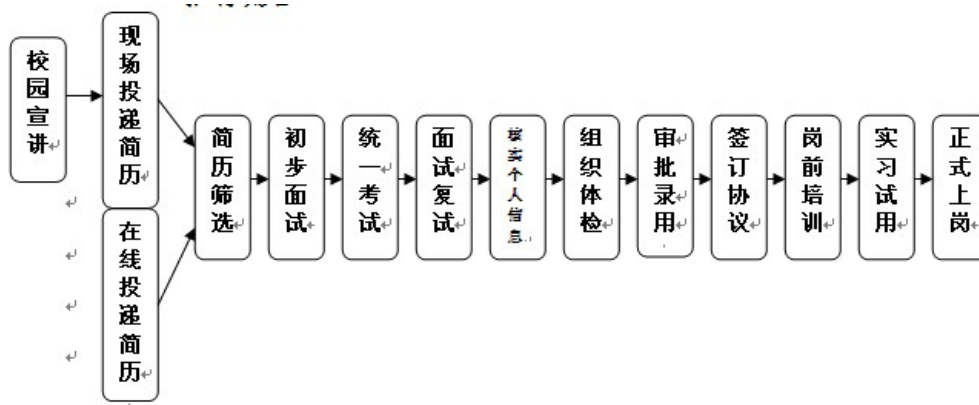 校园宣讲
现场投递简历
在线投递简历
简历筛选
初步面试
统一考试
面试复试
核实个人信息
组织体检
审批录用
签订协议
岗前培训
实习试用
正式上岗